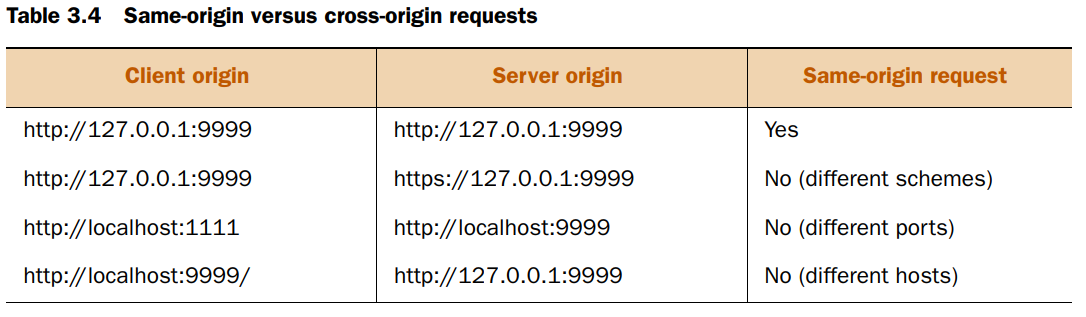 Table 3.4 Same-origin versus cross-origin requests
Client origin Server origin Same-origin request
http://127.0.0.1:9999 http://127.0.0.1:9999 Yes
http://127.0.0.1:9999 https://127.0.0.1:9999 No (different schemes)
http://localhost:1111 http://localhost:9999 No (different ports)
http://localhost:9999/ http://127.0.0.1:9999 No (different hosts)